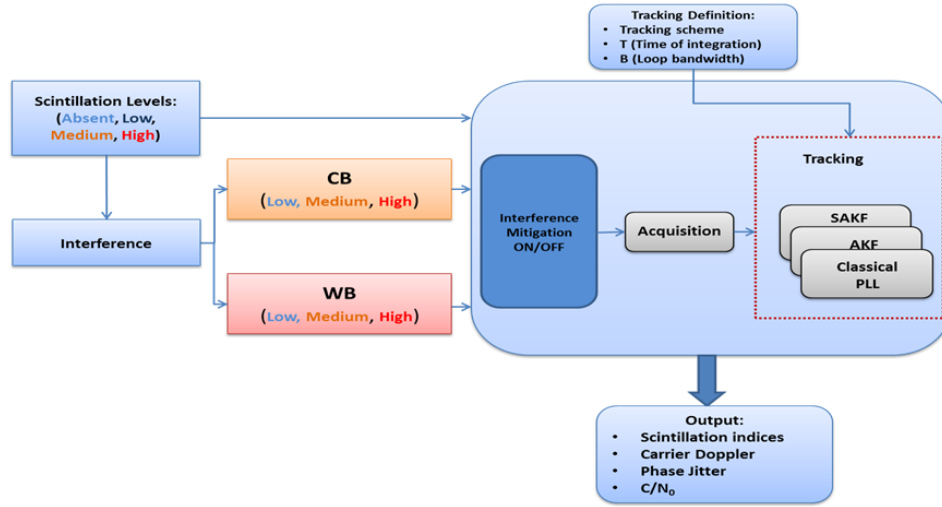 Tracking Definition:
• Tracking scheme
• T (Time of integration)
• B (Loop bandwidth)
Scintillation Levels:
(Absent, Low,
Medium, High)
Interference
CB
(Low, Medium, High)
WB
(Low, Medium, High)
Interference
Mitigation
ON/OFF
Acquisition
Tracking
SAKF
AKF
Classical
PLL
Output:
• Scintillation indices
• Carrier Doppler
• Phase Jitter
• C/N₀